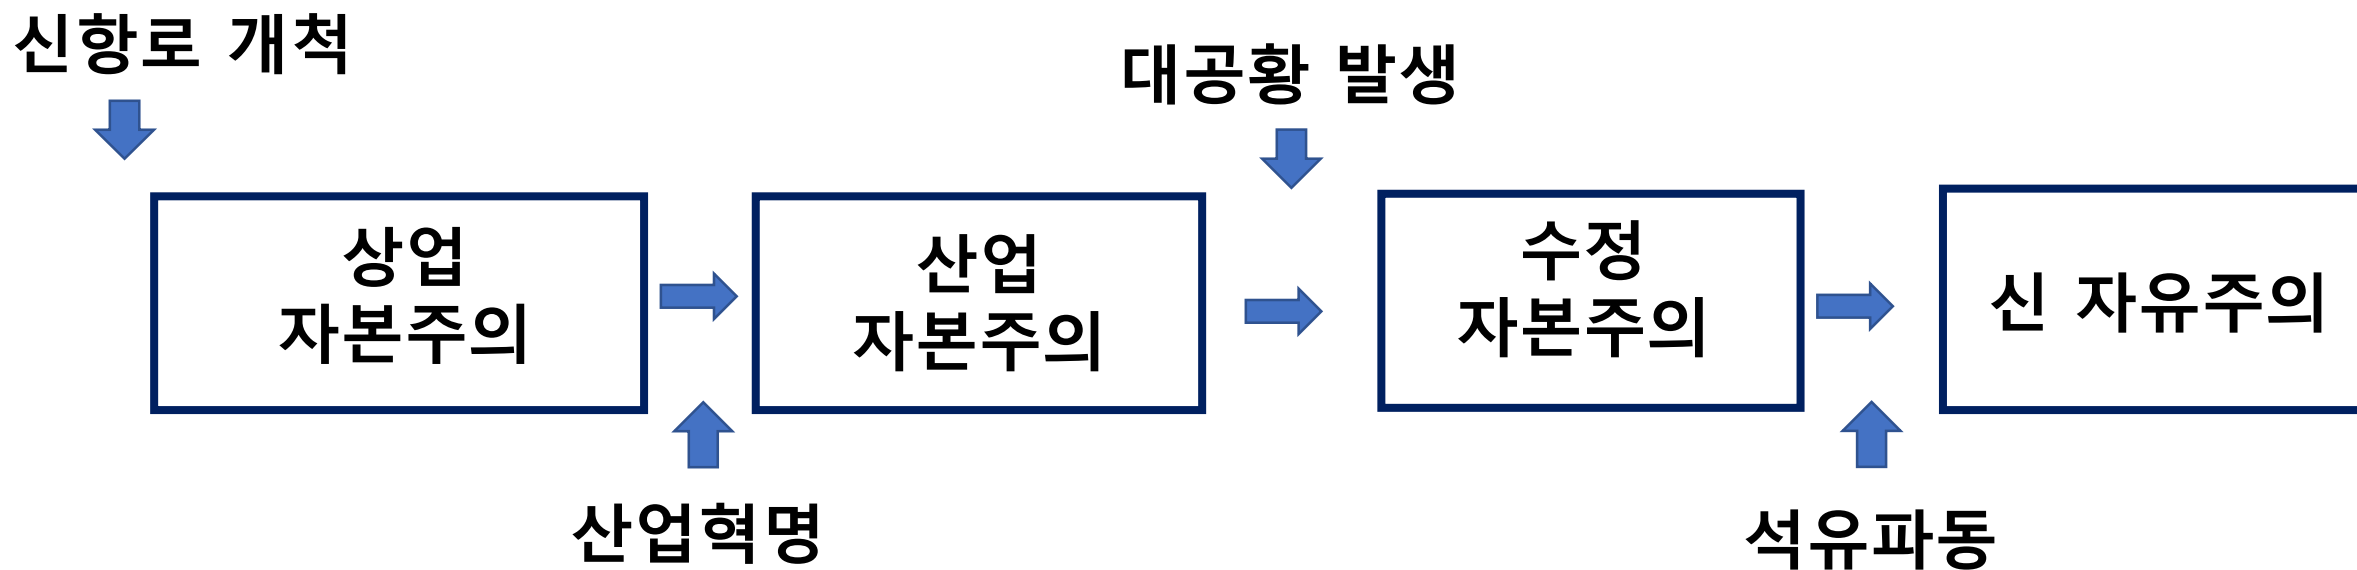 신항로 개척
대공황 발생
상업
자본주의
산업
자본주의
수정
자본주의
신 자유주의
산업혁명
석유파동